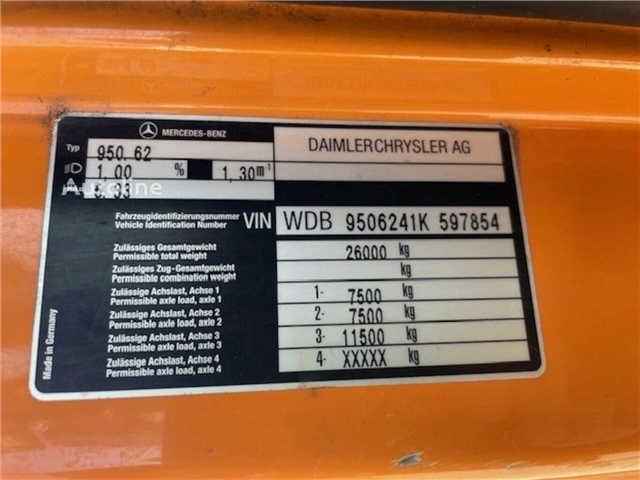 MERCEDES-BENZ
DAIMLERCHRYSLER AG
Typ 950.62
1,00 % 1,30m⁻¹
Autoline
Fahrzeugidentifizierungsnummer
Vehicle Identification Number VIN WDB 9506241K 597854
Zulässiges Gesamtgewicht
Permissible total weight 26000 kg
Zulässiges Zug-Gesamtgewicht
Permissible combination weight kg
Zulässige Achslast, Achse 1
Permissible axle load, axle 1 1- 7500 kg
Zulässige Achslast, Achse 2
Permissible axle load, axle 2 2- 7500 kg
Zulässige Achslast, Achse 3
Permissible axle load, axle 3 3- 11500 kg
Zulässige Achslast, Achse 4
Permissible axle load, axle 4 4- XXXXX kg
Made in Germany